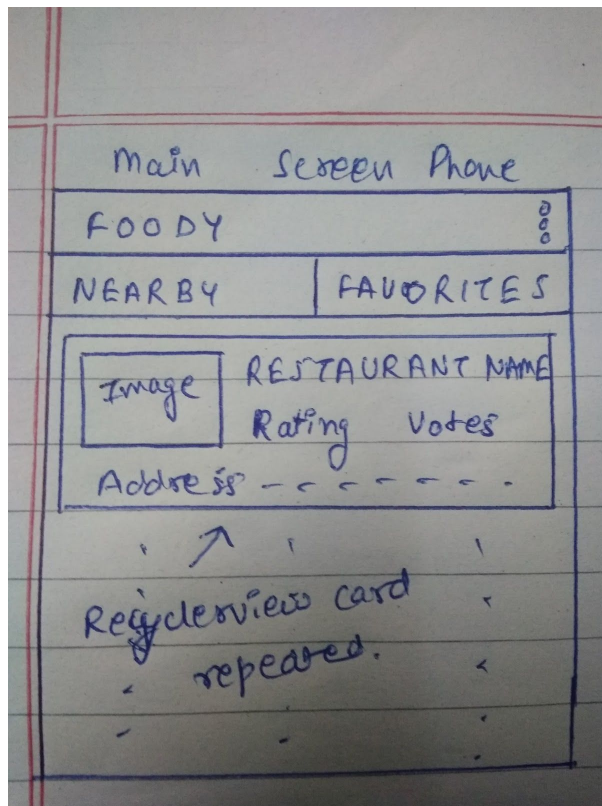 Main Screen Phone
FOODY
NEARBY FAVORITES
Image RESTAURANT NAME
Rating Votes
Address - - - - - - -
Recyclerview card
repeated.